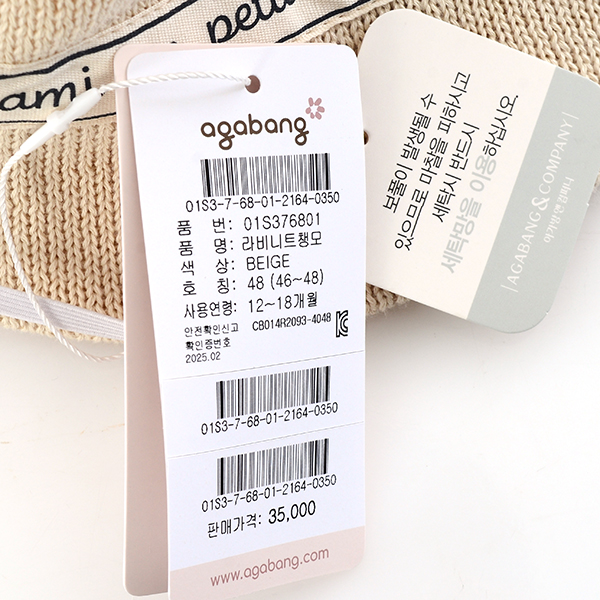 ami petit
agabang
01S3-7-68-01-2164-0350
품 번: 01S376801
품 명: 라비니트챙모
색 상: BEIGE
호 칭: 48 (46~48)
사용연령: 12~18개월
안전확인신고
확인증번호 CB014R2093-4048
2025.02
01S3-7-68-01-2164-0350
01S3-7-68-01-2164-0350
판매가격: 35,000
www.agabang.com
보풀이 발생될 수
있으므로 마찰을 피하시고
세탁시 반드시
세탁망을 이용하십시오.
AGABANG&COMPANY
아가방앤컴퍼니